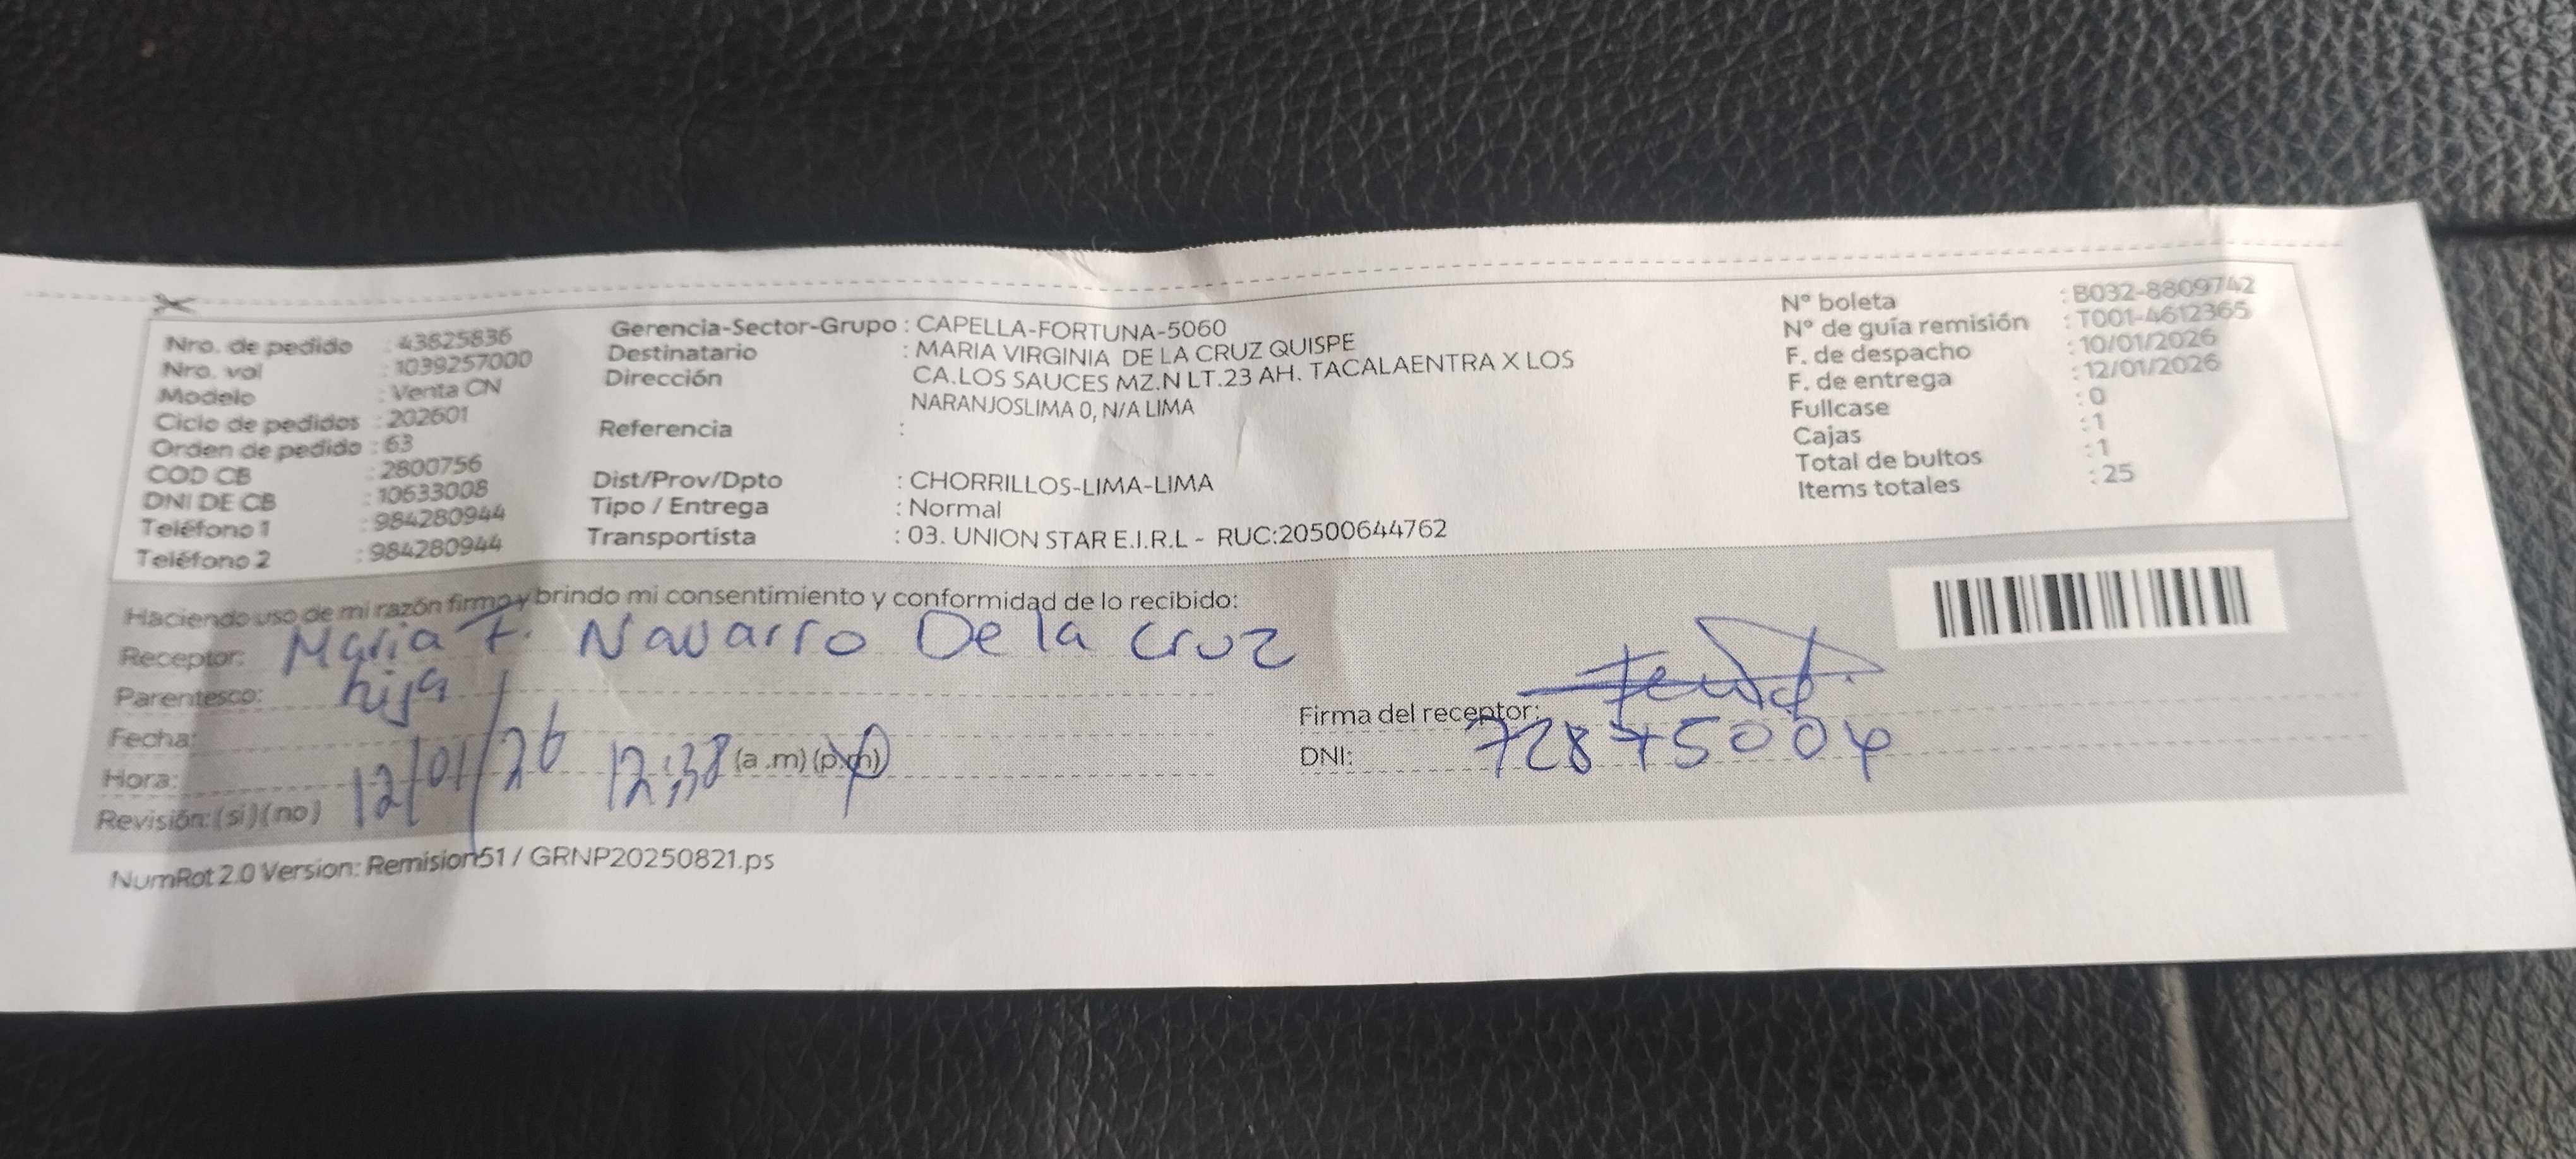 Nro. de pedido : 43625836
Nro. val : 1039257000
Modelo : Venta CN
Ciclo de pedidos : 202601
Orden de pedido : 63
COD CB : 2800756
DNI DE CB : 10633008
Teléfono 1 : 984280944
Teléfono 2 : 984280944
Gerencia-Sector-Grupo : CAPELLA-FORTUNA-5060
Destinatario : MARIA VIRGINIA DE LA CRUZ QUISPE
Dirección CA.LOS SAUCES MZ.N LT.23 AH. TACALAENTRA X LOS
NARANJOSLIMA 0, N/A LIMA
Referencia :
Dist/Prov/Dpto : CHORRILLOS-LIMA-LIMA
Tipo / Entrega : Normal
Transportista : 03. UNION STAR E.I.R.L - RUC:20500644762
N° boleta : B032-8809742
N° de guía remisión : T001-4612365
F. de despacho : 10/01/2026
F. de entrega : 12/01/2026
Fullcase : 0
Cajas : 1
Total de bultos : 1
Items totales : 25
Haciendo uso de mi razón firmo y brindo mi consentimiento y conformidad de lo recibido:
Receptor: Maria F. Navarro De la Cruz
Parentesco: hija
Fecha: 12/01/26
Hora: 12:38 (a.m) (p.m)
Revisión: (si) (no)
Firma del receptor:
DNI: 72875004
NumRot 2.0 Version: Remision51 / GRNP20250821.ps